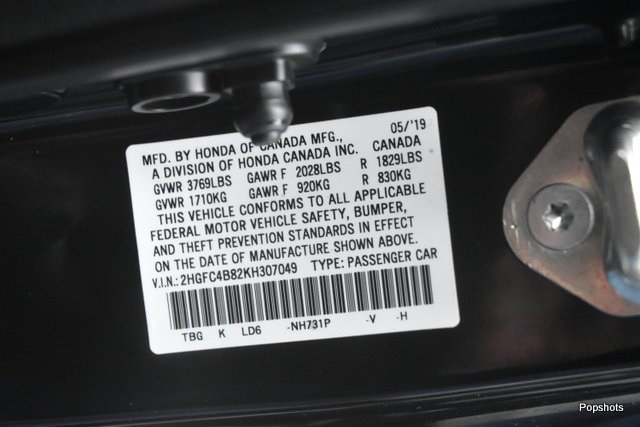 MFD. BY HONDA OF CANADA MFG., 05/'19
A DIVISION OF HONDA CANADA INC. CANADA
GVWR 3769LBS GAWR F 2028LBS R 1829LBS
GVWR 1710KG GAWR F 920KG R 830KG
THIS VEHICLE CONFORMS TO ALL APPLICABLE
FEDERAL MOTOR VEHICLE SAFETY, BUMPER,
AND THEFT PREVENTION STANDARDS IN EFFECT
ON THE DATE OF MANUFACTURE SHOWN ABOVE.
V.I.N.: 2HGFC4B82KH307049 TYPE: PASSENGER CAR
TBG K LD6 -NH731P -V -H
Popshots